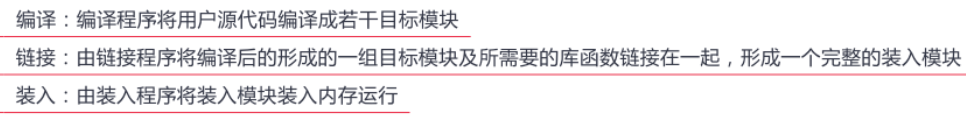 编译：编译程序将用户源代码编译成若干目标模块
链接：由链接程序将编译后的形成的一组目标模块及所需要的库函数链接在一起，形成一个完整的装入模块
装入：由装入程序将装入模块装入内存运行